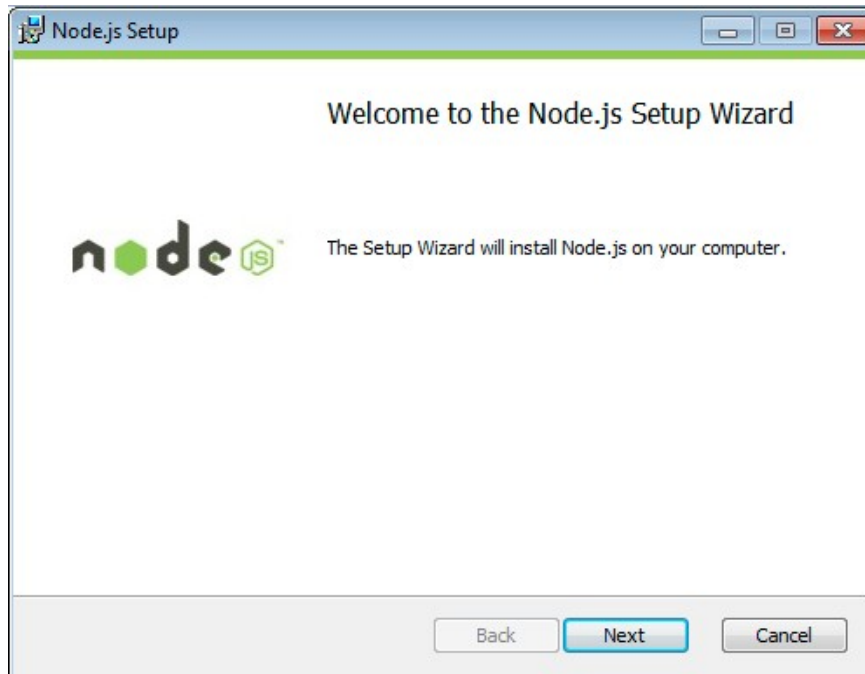 Node.js Setup
Welcome to the Node.js Setup Wizard
node JS™
The Setup Wizard will install Node.js on your computer.
Back Next Cancel